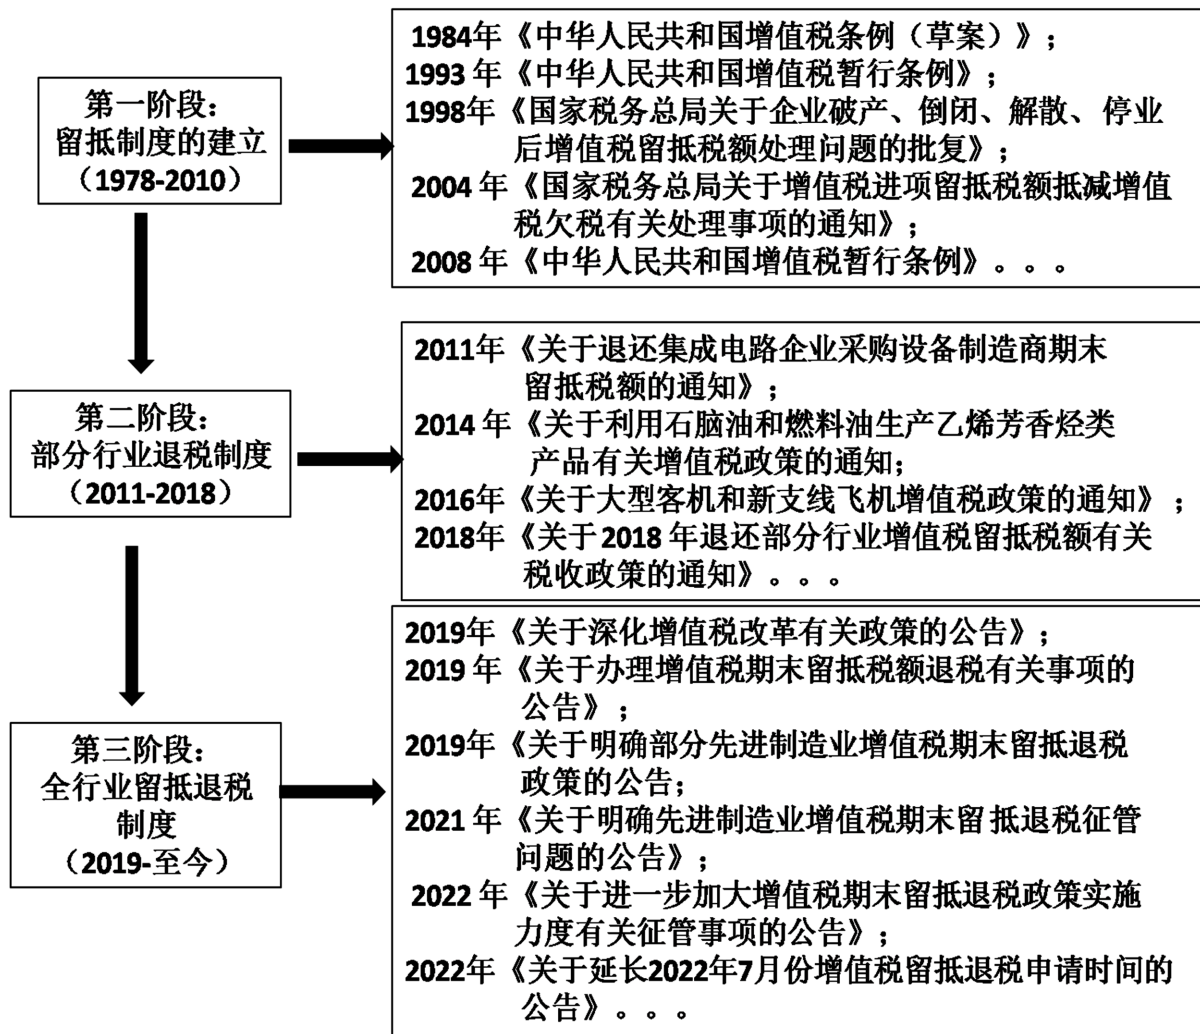 第一阶段：
留抵制度的建立
（1978-2010）
1984年《中华人民共和国增值税条例（草案）》；
1993 年《中华人民共和国增值税暂行条例》；
1998年《国家税务总局关于企业破产、倒闭、解散、停业
后增值税留抵税额处理问题的批复》；
2004 年《国家税务总局关于增值税进项留抵税额抵减增值
税欠税有关处理事项的通知》；
2008 年《中华人民共和国增值税暂行条例》。。。
第二阶段：
部分行业退税制度
（2011-2018）
2011年《关于退还集成电路企业采购设备制造商期末
留抵税额的通知》；
2014 年《关于利用石脑油和燃料油生产乙烯芳香烃类
产品有关增值税政策的通知；
2016年《关于大型客机和新支线飞机增值税政策的通知》；
2018年《关于 2018 年退还部分行业增值税留抵税额有关
税收政策的通知》。。。
第三阶段：
全行业留抵退税
制度
（2019-至今）
2019年《关于深化增值税改革有关政策的公告》；
2019 年《关于办理增值税期末留抵税额退税有关事项的
公告》；
2019年《关于明确部分先进制造业增值税期末留抵退税
政策的公告；
2021 年《关于明确先进制造业增值税期末留抵退税征管
问题的公告》；
2022 年《关于进一步加大增值税期末留抵退税政策实施
力度有关征管事项的公告》；
2022年《关于延长2022年7月份增值税留抵退税申请时间的
公告》。。。